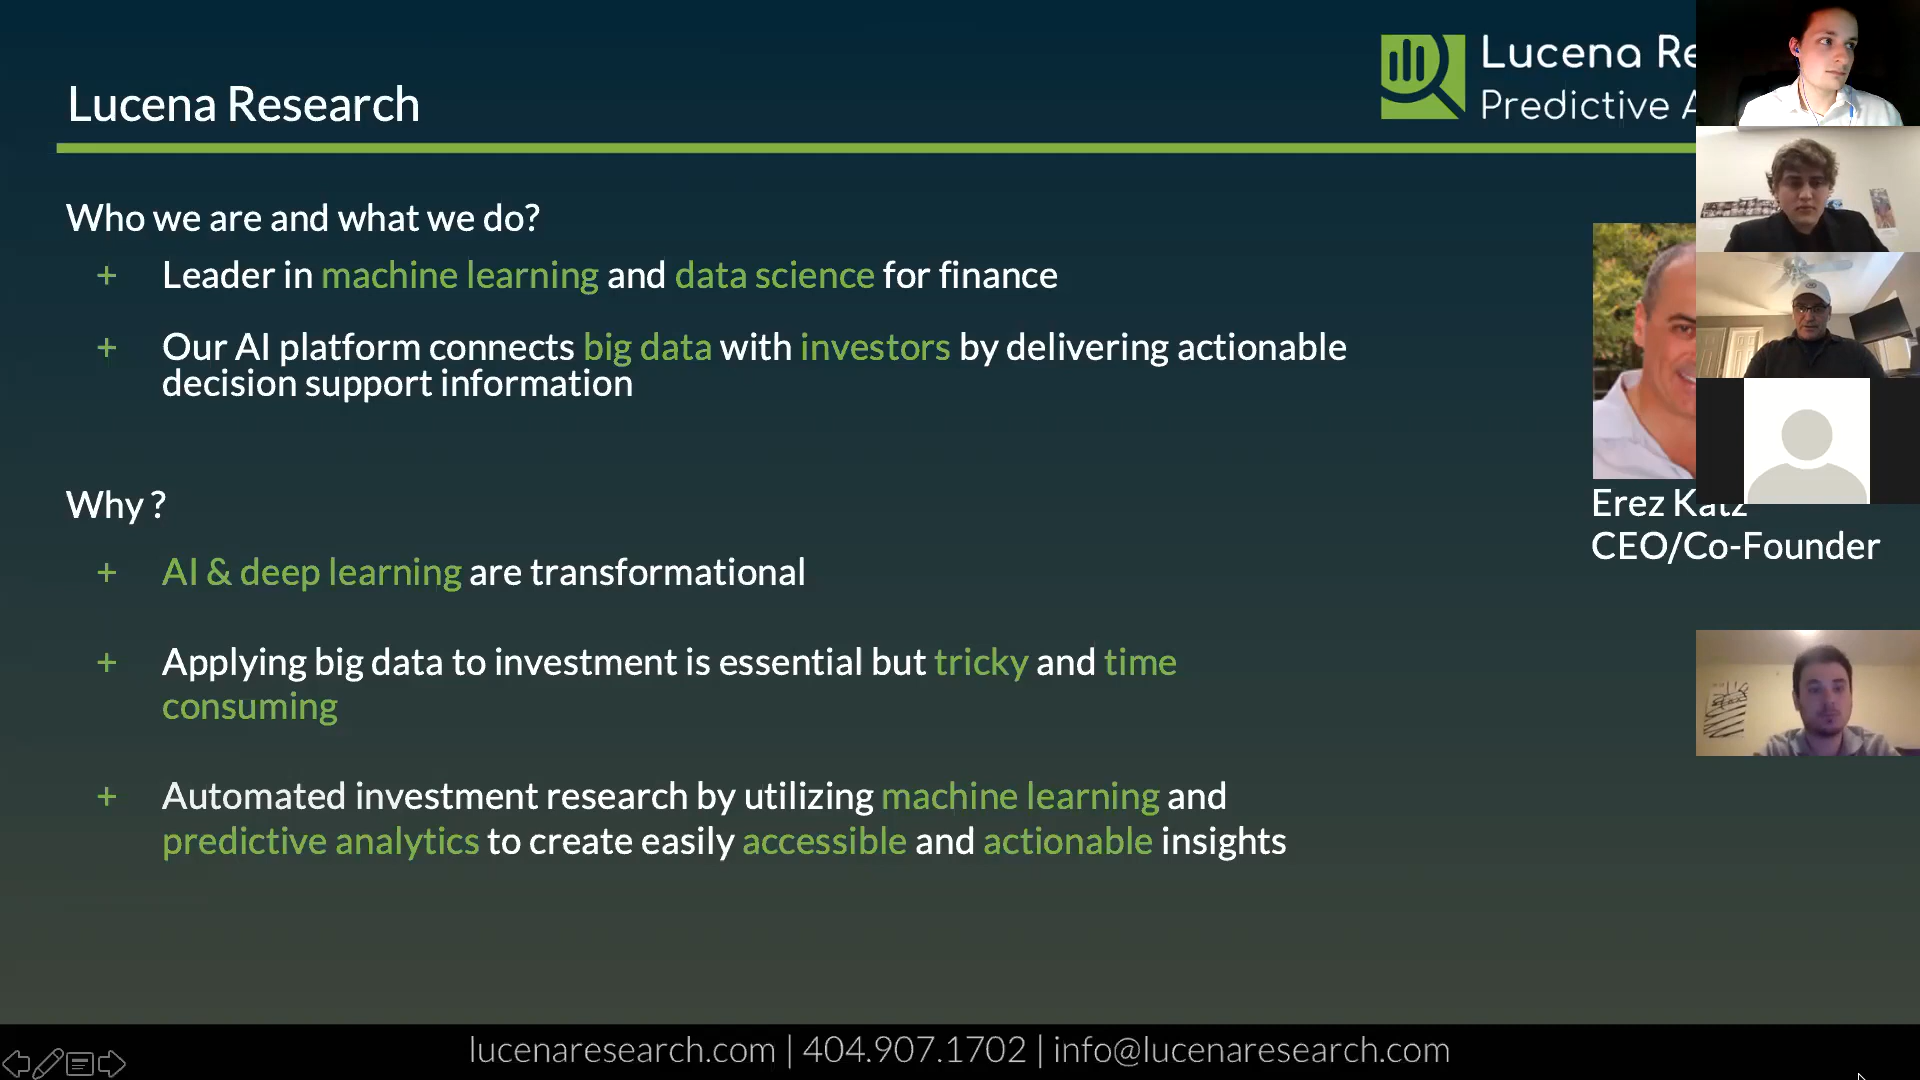 Lucena Research
Lucena
Predictive
Who we are and what we do?
+ Leader in machine learning and data science for finance
+ Our AI platform connects big data with investors by delivering actionable
decision support information
Why ?
+ AI & deep learning are transformational
+ Applying big data to investment is essential but tricky and time
consuming
+ Automated investment research by utilizing machine learning and
predictive analytics to create easily accessible and actionable insights
Erez Katz
CEO/Co-Founder
lucenaresearch.com | 404.907.1702 | info@lucenaresearch.com